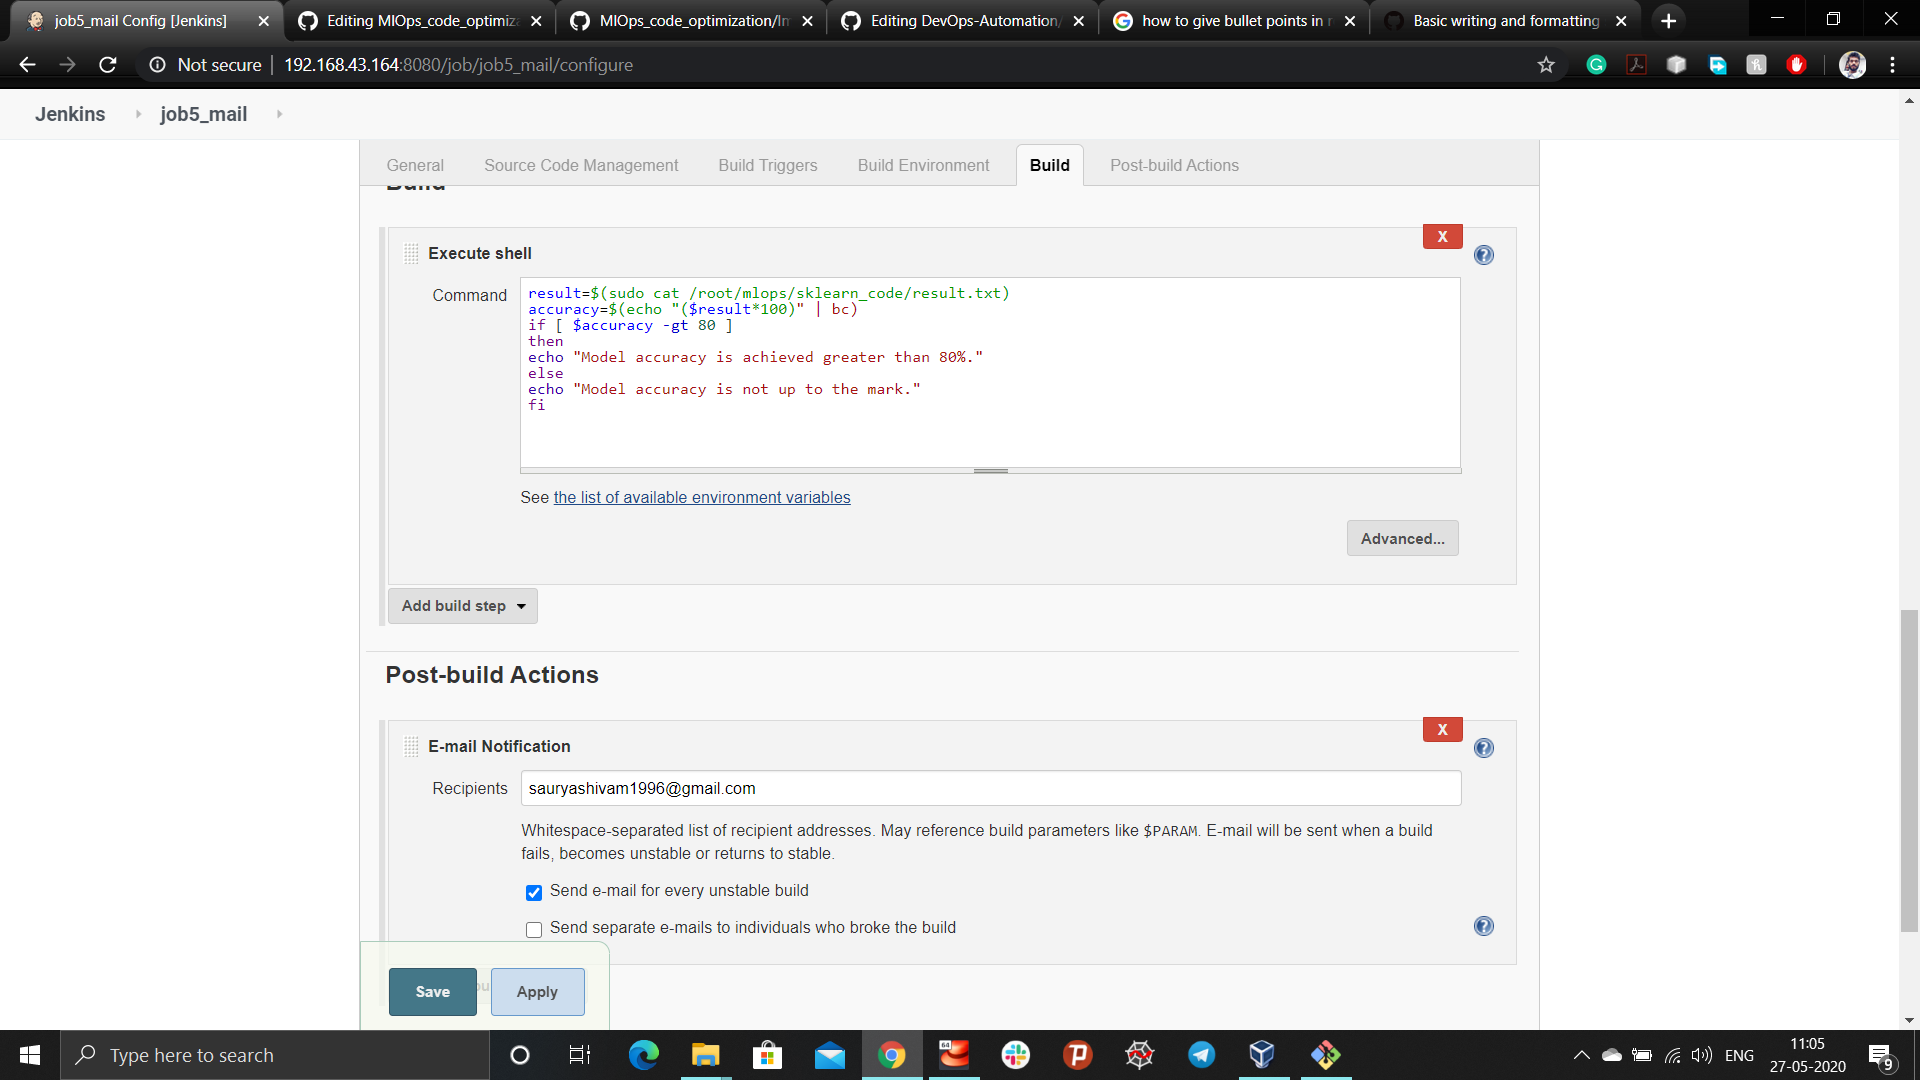 job5_mail Config [Jenkins]
Editing MlOps_code_optimiza
MlOps_code_optimization/Im
Editing DevOps-Automation/
how to give bullet points in r
Basic writing and formatting
Not secure
192.168.43.164:8080/job/job5_mail/configure
Jenkins
job5_mail
General
Source Code Management
Build Triggers
Build Environment
Build
Post-build Actions
Build
X
Execute shell
Command
result=$(sudo cat /root/mlops/sklearn_code/result.txt)
accuracy=$(echo "($result*100)" | bc)
if [ $accuracy -gt 80 ]
then
echo "Model accuracy is achieved greater than 80%."
else
echo "Model accuracy is not up to the mark."
fi
See the list of available environment variables
Advanced...
Add build step
Post-build Actions
X
E-mail Notification
Recipients
sauryashivam1996@gmail.com
Whitespace-separated list of recipient addresses. May reference build parameters like $PARAM. E-mail will be sent when a build
fails, becomes unstable or returns to stable.
Send e-mail for every unstable build
Send separate e-mails to individuals who broke the build
Save
Apply
Type here to search
64
ENG
11:05
27-05-2020
9